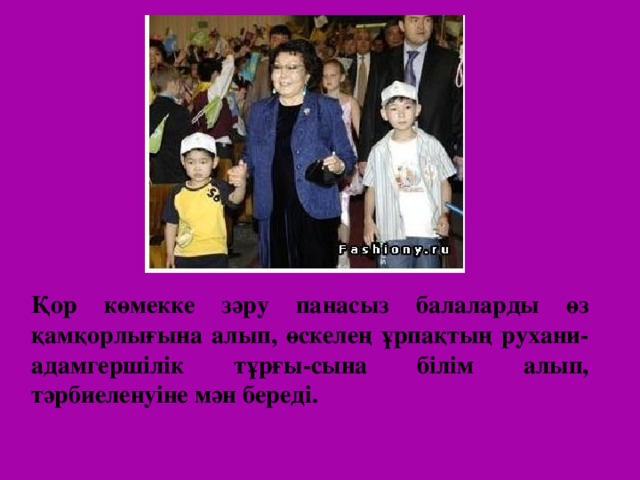 Fashiony.ru
Қор көмекке зәру панасыз балаларды өз
қамқорлығына алып, өскелең ұрпақтың рухани-
адамгершілік тұрғы-сына білім алып,
тәрбиеленуіне мән береді.